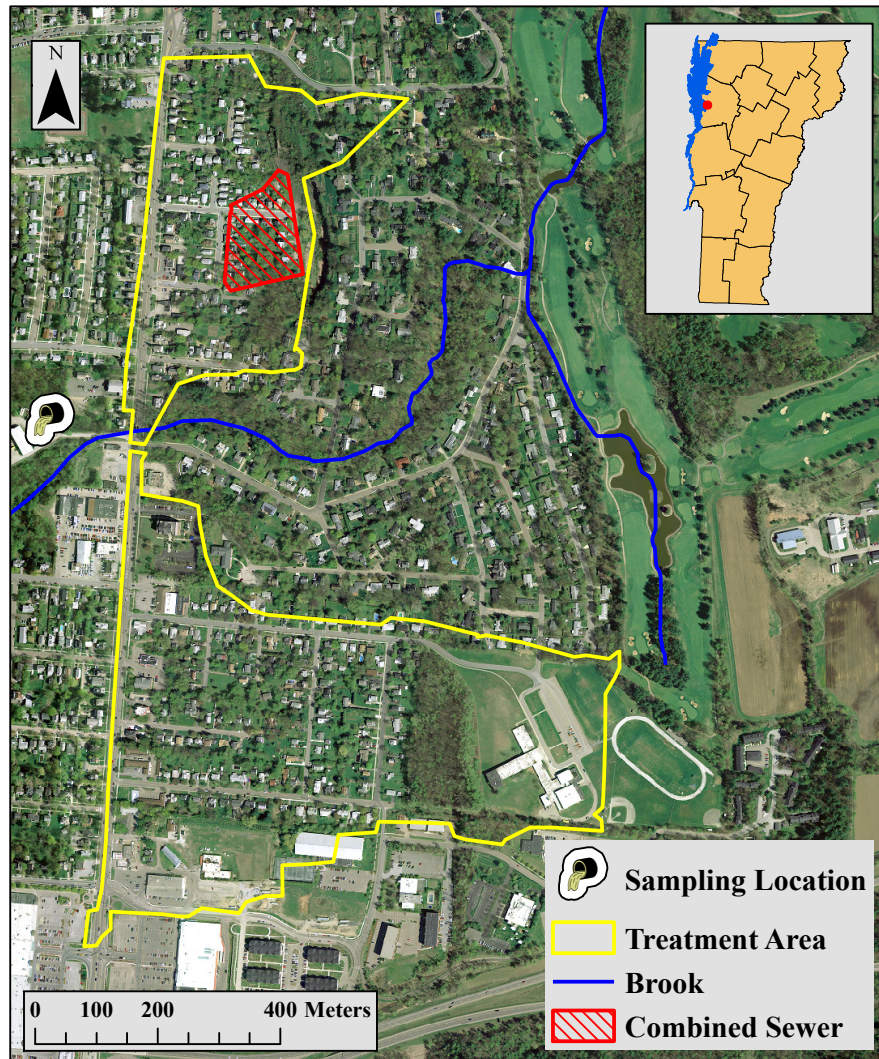 N
Sampling Location
Treatment Area
Brook
Combined Sewer
0 100 200 400 Meters